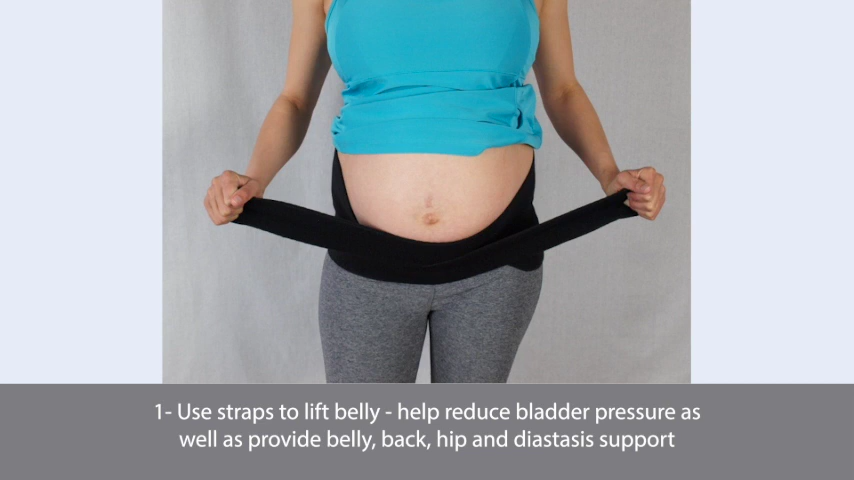 1- Use straps to lift belly - help reduce bladder pressure as
well as provide belly, back, hip and diastasis support